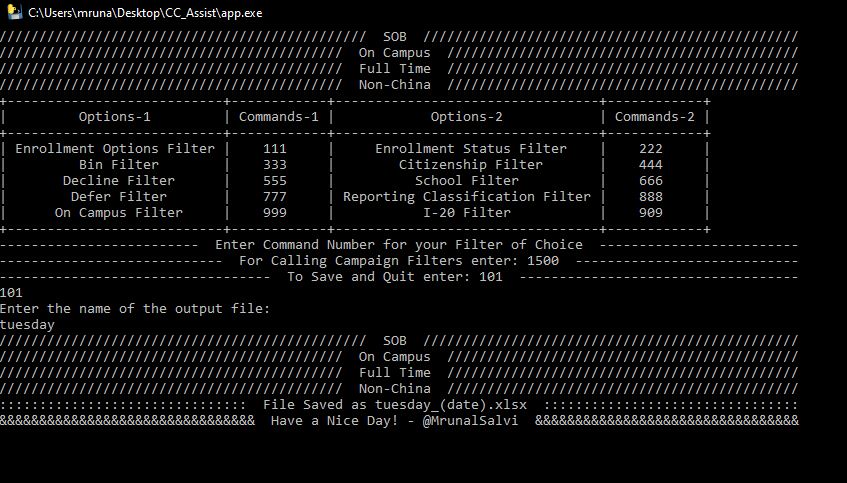 C:\Users\mruna\Desktop\CC_Assist\app.exe
////////////////////////////////////////////// SOB ///////////////////////////////////////////////
/////////////////////////////////////////// On Campus ////////////////////////////////////////////
/////////////////////////////////////////// Full Time ////////////////////////////////////////////
/////////////////////////////////////////// Non-China ////////////////////////////////////////////
+---------------------------+------------+---------------------------------+------------+
| Options-1 | Commands-1 | Options-2 | Commands-2 |
+---------------------------+------------+---------------------------------+------------+
| Enrollment Options Filter | 111 | Enrollment Status Filter | 222 |
| Bin Filter | 333 | Citizenship Filter | 444 |
| Decline Filter | 555 | School Filter | 666 |
| Defer Filter | 777 | Reporting Classification Filter | 888 |
| On Campus Filter | 999 | I-20 Filter | 909 |
+---------------------------+------------+---------------------------------+------------+
------------------------- Enter Command Number for your Filter of Choice -------------------------
---------------------------- For Calling Campaign Filters enter: 1500 ----------------------------
---------------------------------- To Save and Quit enter: 101 -----------------------------------
101
Enter the name of the output file:
tuesday
////////////////////////////////////////////// SOB ///////////////////////////////////////////////
/////////////////////////////////////////// On Campus ////////////////////////////////////////////
/////////////////////////////////////////// Full Time ////////////////////////////////////////////
/////////////////////////////////////////// Non-China ////////////////////////////////////////////
::::::::::::::::::::::::::::::: File Saved as tuesday_(date).xlsx ::::::::::::::::::::::::::::::::
&&&&&&&&&&&&&&&&&&&&&&&&&&&&&&&& Have a Nice Day! - @MrunalSalvi &&&&&&&&&&&&&&&&&&&&&&&&&&&&&&&&&